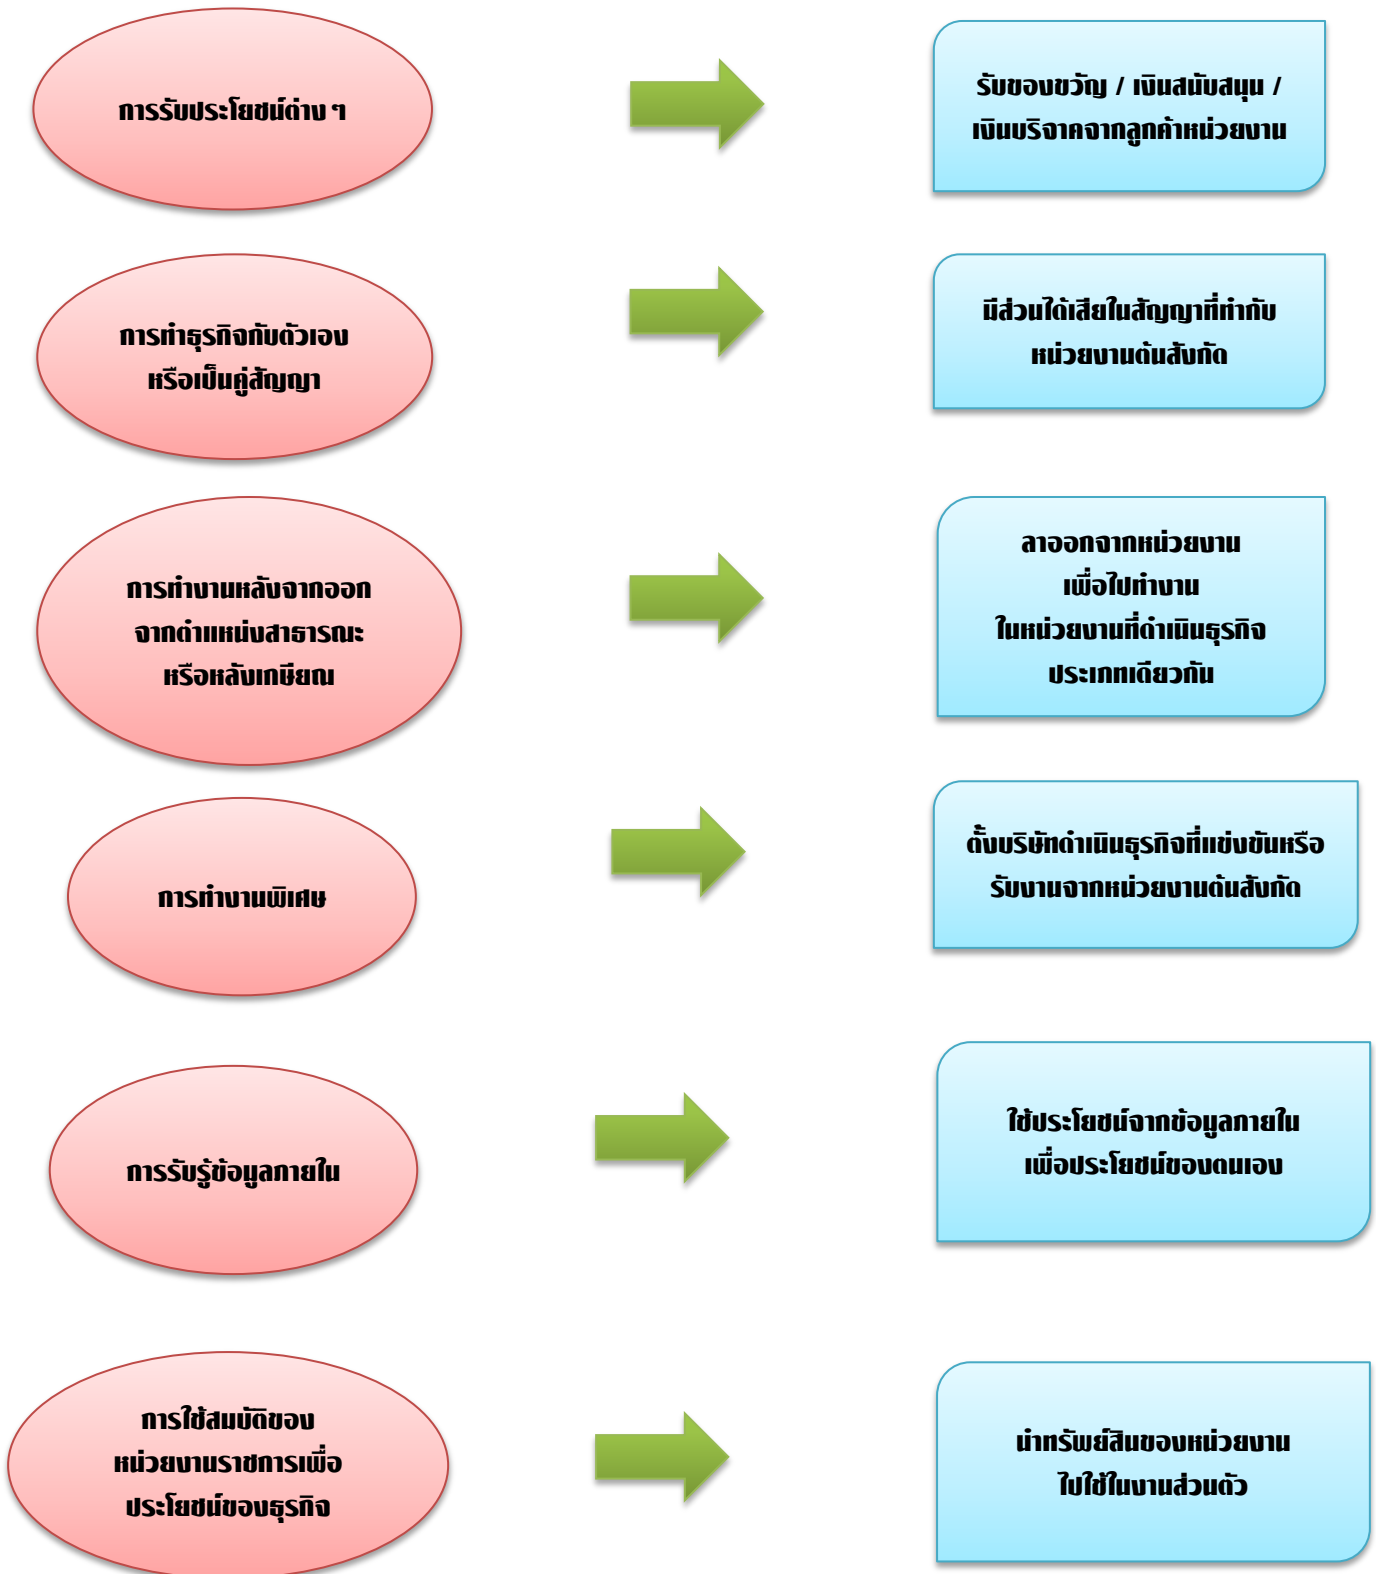 การรับประโยชน์ต่าง ๆ
รับของขวัญ / เงินสนับสนุน /
เงินบริจาคจากลูกค้าหน่วยงาน
การทำธุรกิจกับตัวเอง
หรือเป็นคู่สัญญา
มีส่วนได้เสียในสัญญาที่ทำกับ
หน่วยงานต้นสังกัด
การทำงานหลังจากออก
จากตำแหน่งสาธารณะ
หรือหลังเกษียณ
ลาออกจากหน่วยงาน
เพื่อไปทำงาน
ในหน่วยงานที่ดำเนินธุรกิจ
ประเภทเดียวกัน
การทำงานพิเศษ
ตั้งบริษัทดำเนินธุรกิจที่แข่งขันหรือ
รับงานจากหน่วยงานต้นสังกัด
การรับรู้ข้อมูลภายใน
ใช้ประโยชน์จากข้อมูลภายใน
เพื่อประโยชน์ของตนเอง
การใช้สมบัติของ
หน่วยงานราชการเพื่อ
ประโยชน์ของธุรกิจ
นำทรัพย์สินของหน่วยงาน
ไปใช้ในงานส่วนตัว